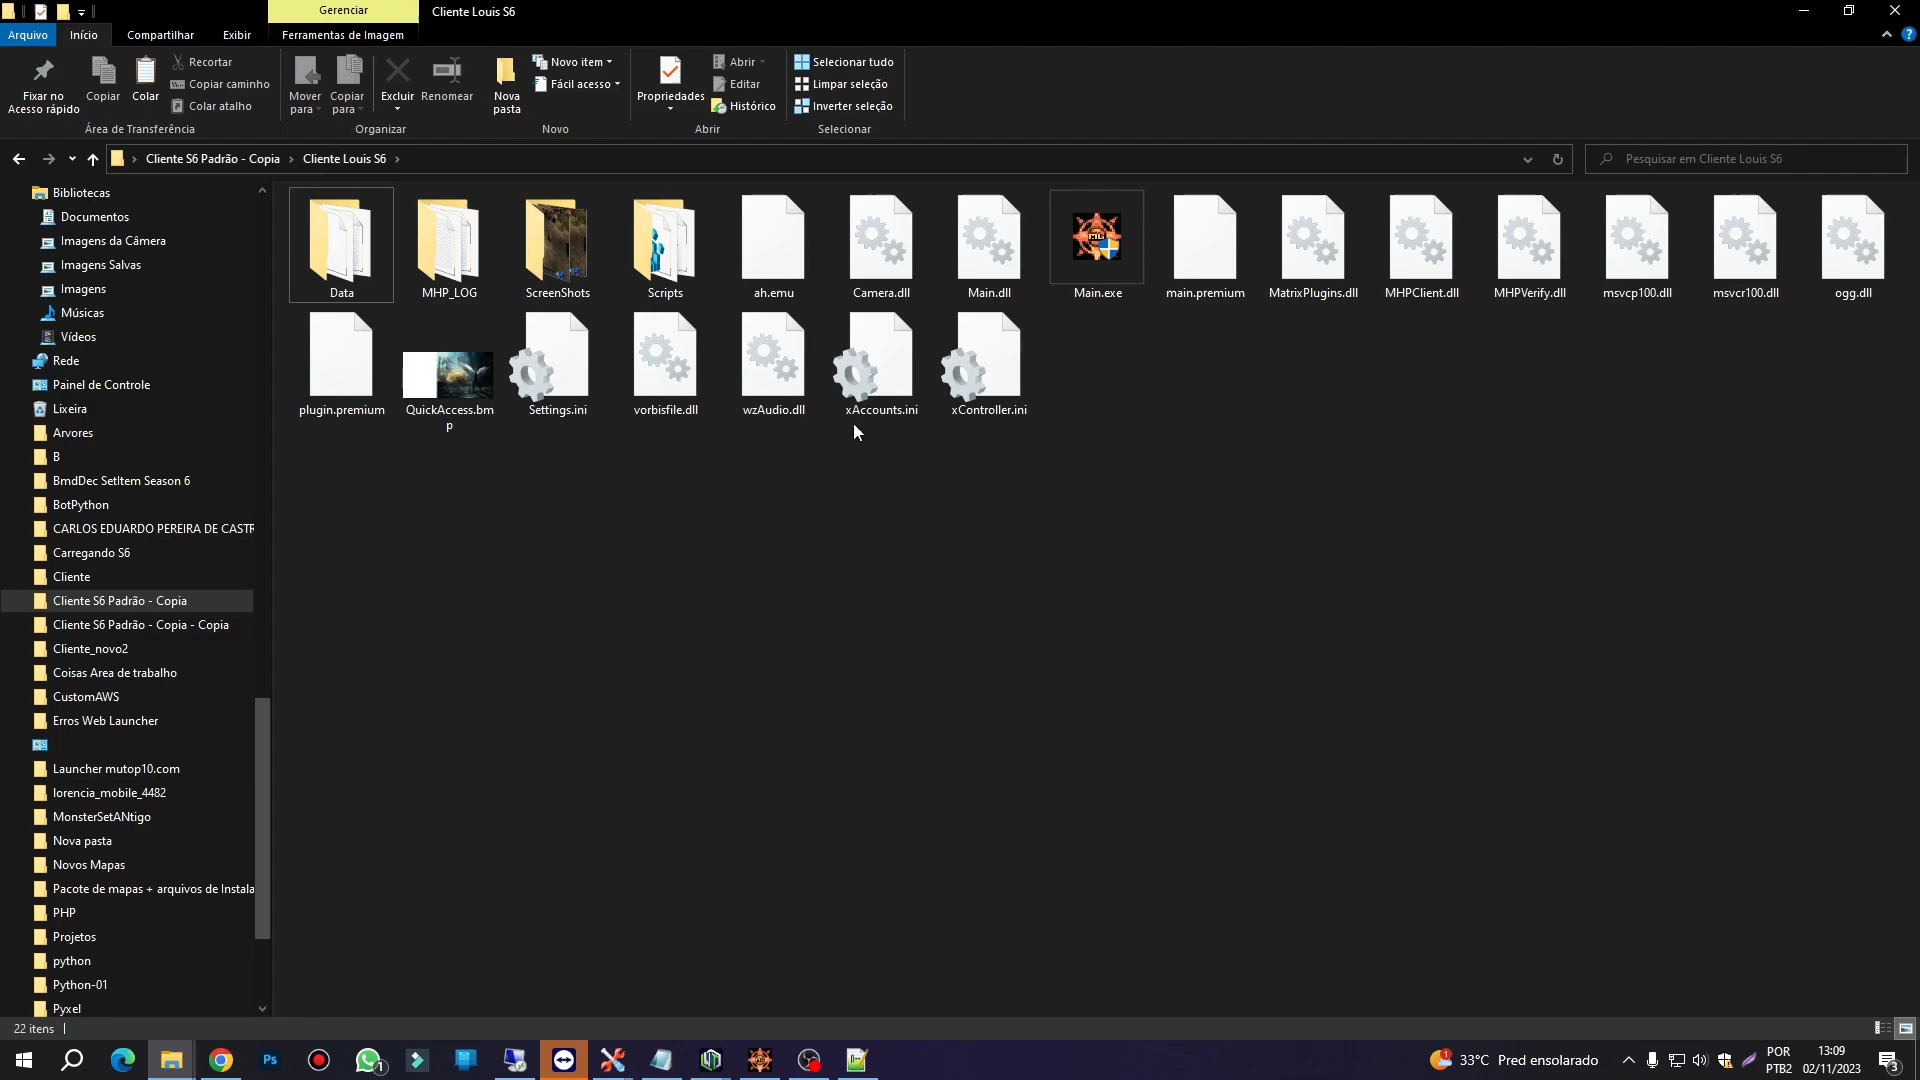 Gerenciar
Cliente Louis S6
Arquivo
Início
Compartilhar
Exibir
Ferramentas de Imagem
Fixar no
Acesso rápido
Copiar
Colar
Recortar
Copiar caminho
Colar atalho
Área de Transferência
Mover
para
Copiar
para
Excluir
Renomear
Organizar
Nova
pasta
Novo item
Fácil acesso
Novo
Propriedades
Abrir
Editar
Histórico
Abrir
Selecionar tudo
Limpar seleção
Inverter seleção
Selecionar
Cliente S6 Padrão - Copia
Cliente Louis S6
Pesquisar em Cliente Louis S6
Bibliotecas
Documentos
Imagens da Câmera
Imagens Salvas
Imagens
Músicas
Vídeos
Rede
Painel de Controle
Lixeira
Arvores
B
BmdDec SetItem Season 6
BotPython
CARLOS EDUARDO PEREIRA DE CASTR
Carregando S6
Cliente
Cliente S6 Padrão - Copia
Cliente S6 Padrão - Copia - Copia
Cliente_novo2
Coisas Area de trabalho
CustomAWS
Erros Web Launcher
Launcher mutop10.com
lorencia_mobile_4482
MonsterSetANtigo
Nova pasta
Novos Mapas
Pacote de mapas + arquivos de Instala
PHP
Projetos
python
Python-01
Pyxel
Data
MHP_LOG
ScreenShots
Scripts
ah.emu
Camera.dll
Main.dll
Main.exe
main.premium
MatrixPlugins.dll
MHPClient.dll
MHPVerify.dll
msvcp100.dll
msvcr100.dll
ogg.dll
plugin.premium
QuickAccess.bm
p
Settings.ini
vorbisfile.dll
wzAudio.dll
xAccounts.ini
xController.ini
22 itens
Ps
1
1
33°C Pred ensolarado
POR
PTB2
13:09
02/11/2023
3